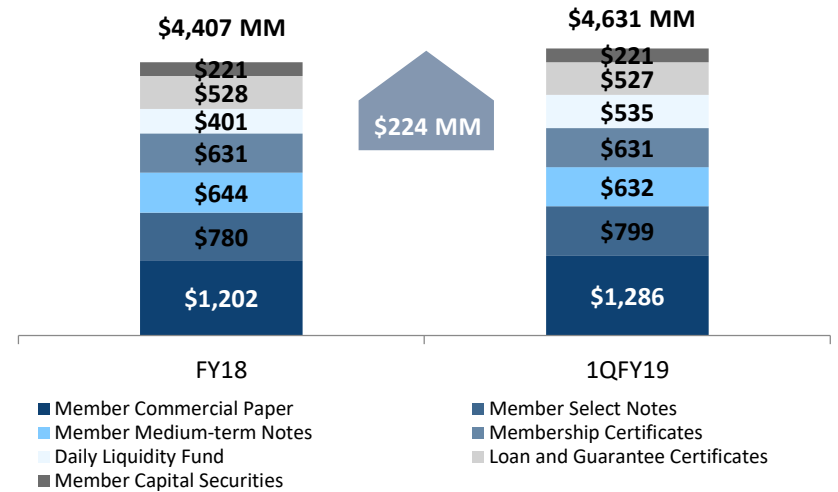 $4,407 MM
$4,631 MM
$221
$528
$401
$631
$644
$780
$1,202
$224 MM
$221
$527
$535
$631
$632
$799
$1,286
FY18
1QFY19
Member Commercial Paper
Member Select Notes
Member Medium-term Notes
Membership Certificates
Daily Liquidity Fund
Loan and Guarantee Certificates
Member Capital Securities